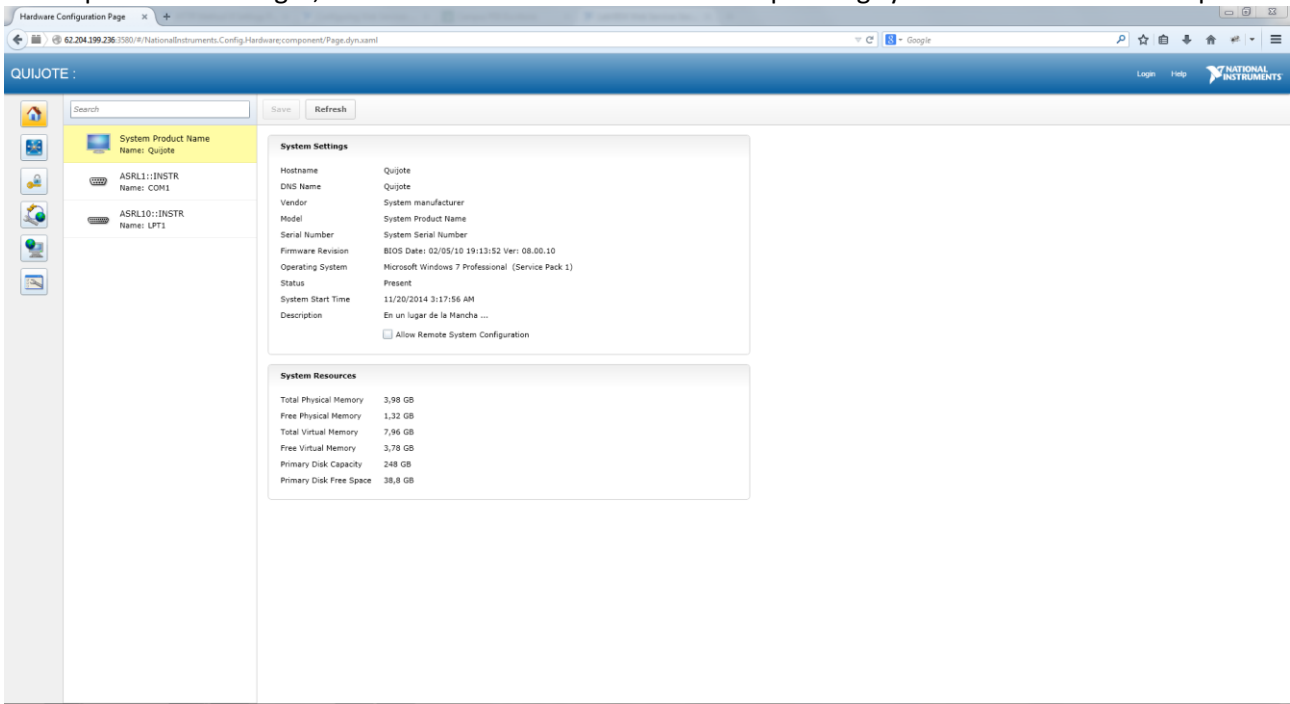 Hardware Configuration Page
62.204.199.236:3580/#/NationalInstruments.Config.Hardware;component/Page.dyn.xaml
Google
QUIJOTE :
Login Help NATIONAL INSTRUMENTS
Search
Save Refresh
System Product Name
Name: Quijote
ASRL1::INSTR
Name: COM1
ASRL10::INSTR
Name: LPT1
System Settings
Hostname Quijote
DNS Name Quijote
Vendor System manufacturer
Model System Product Name
Serial Number System Serial Number
Firmware Revision BIOS Date: 02/05/10 19:13:52 Ver: 08.00.10
Operating System Microsoft Windows 7 Professional (Service Pack 1)
Status Present
System Start Time 11/20/2014 3:17:56 AM
Description En un lugar de la Mancha ...
Allow Remote System Configuration
System Resources
Total Physical Memory 3,98 GB
Free Physical Memory 1,32 GB
Total Virtual Memory 7,96 GB
Free Virtual Memory 3,78 GB
Primary Disk Capacity 248 GB
Primary Disk Free Space 38,8 GB